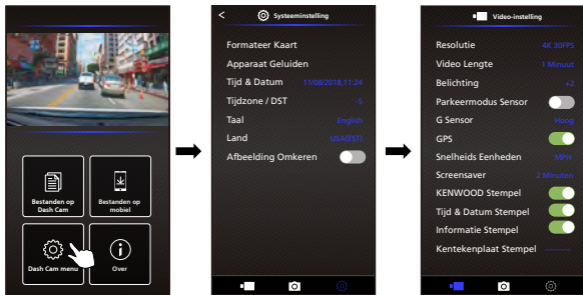 Bestanden op
Dash Cam
Bestanden op
mobiel
Dash Cam menu
Over
< Systeeminstelling
Formateer Kaart
Apparaat Geluiden
Tijd & Datum 11/08/2018,11:24
Tijdzone / DST -5
Taal English
Land USA(EST)
Afbeelding Omkeren
Video-instelling
Resolutie 4K 30FPS
Video Lengte 1 Minuut
Belichting +2
Parkeermodus Sensor
G Sensor Hoog
GPS
Snelheids Eenheden MPH
Screensaver 2 Minuten
KENWOOD Stempel
Tijd & Datum Stempel
Informatie Stempel
Kentekenplaat Stempel